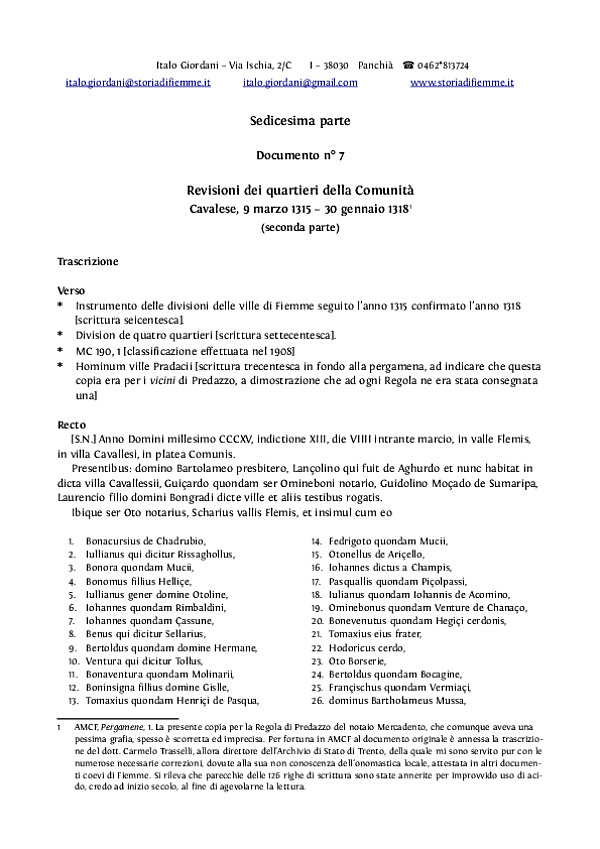 Italo Giordani – Via Ischia, 2/C I – 38030 Panchià ☎ 0462*813724
italo.giordani@storiadifiemme.it italo.giordani@gmail.com www.storiadifiemme.it
Sedicesima parte
Documento n° 7
Revisioni dei quartieri della Comunità
Cavalese, 9 marzo 1315 – 30 gennaio 1318¹
(seconda parte)
Trascrizione
Verso
* Instrumento delle divisioni delle ville di Fiemme seguito l'anno 1315 confirmato l'anno 1318
[scrittura seicentesca].
* Division de quatro quartieri [scrittura settecentesca].
* MC 190, 1 [classificazione effettuata nel 1908]
* Hominum ville Pradacii [scrittura trecentesca in fondo alla pergamena, ad indicare che questa
copia era per i vicini di Predazzo, a dimostrazione che ad ogni Regola ne era stata consegnata
una]
Recto
[S.N.] Anno Domini millesimo CCCXV, indictione XIII, die VIIII intrante marcio, in valle Flemis,
in villa Cavallesi, in platea Comunis.
Presentibus: domino Bartolameo presbitero, Lançolino qui fuit de Aghurdo et nunc habitat in
dicta villa Cavallessii, Guiçardo quondam ser Omineboni notario, Guidolino Moçado de Sumaripa,
Laurencio filio domini Bongradi dicte ville et aliis testibus rogatis.
Ibique ser Oto notarius, Scharius vallis Flemis, et insimul cum eo
1. Bonacursius de Chadrubio,
2. Iullianus qui dicitur Rissaghollus,
3. Bonora quondam Mucii,
4. Bonomus fillius Helliçe,
5. Iullianus gener domine Otoline,
6. Iohannes quondam Rimbaldini,
7. Iohannes quondam Çassune,
8. Benus qui dicitur Sellarius,
9. Bertoldus quondam domine Hermane,
10. Ventura qui dicitur Tollus,
11. Bonaventura quondam Molinarii,
12. Boninsigna fillius domine Gislle,
13. Tomaxius quondam Henriçi de Pasqua,
14. Fedrigoto quondam Mucii,
15. Otonellus de Ariçello,
16. Iohannes dictus a Champis,
17. Pasquallis quondam Piçolpassi,
18. Iulianus quondam Iohannis de Acomino,
19. Ominebonus quondam Venture de Chanaço,
20. Bonevenutus quondam Hegiçi cerdonis,
21. Tomaxius eius frater,
22. Hodoricus cerdo,
23. Oto Borserie,
24. Bertoldus quondam Bocagine,
25. Françischus quondam Vermiaçi,
26. dominus Bartholameus Mussa,
1 AMCF, Pergamene, 1. La presente copia per la Regola di Predazzo del notaio Mercadento, che comunque aveva una
pessima grafia, spesso è scorretta ed imprecisa. Per fortuna in AMCF al documento originale è annessa la trascrizio-
ne del dott. Carmelo Trasselli, allora direttore dell'Archivio di Stato di Trento, della quale mi sono servito pur con le
numerose necessarie correzioni, dovute alla sua non conoscenza dell'onomastica locale, attestata in altri documen-
ti coevi di Fiemme. Si rileva che parecchie delle 126 righe di scrittura sono state annerite per improvvido uso di aci-
do, credo ad inizio secolo, al fine di agevolarne la lettura.